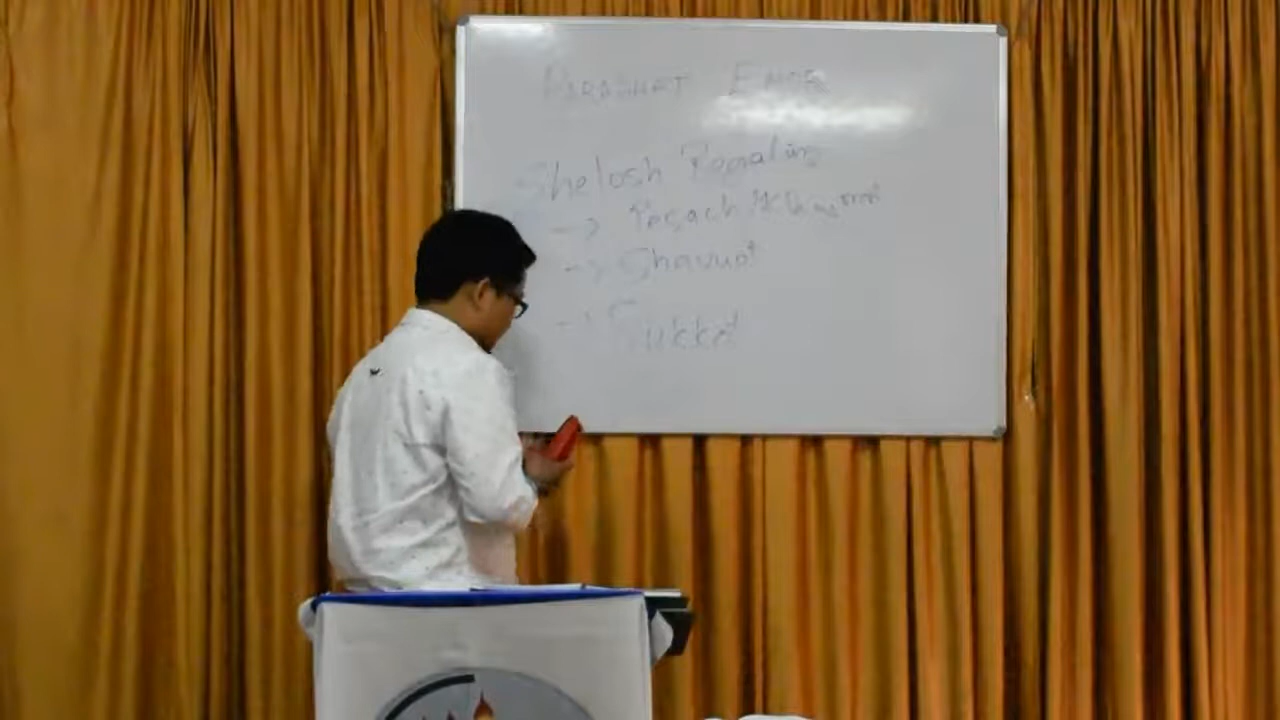 PARASHAT EMOR
Shelosh Regalim
-> Pesach
-> Shavuot
-> Sukkot